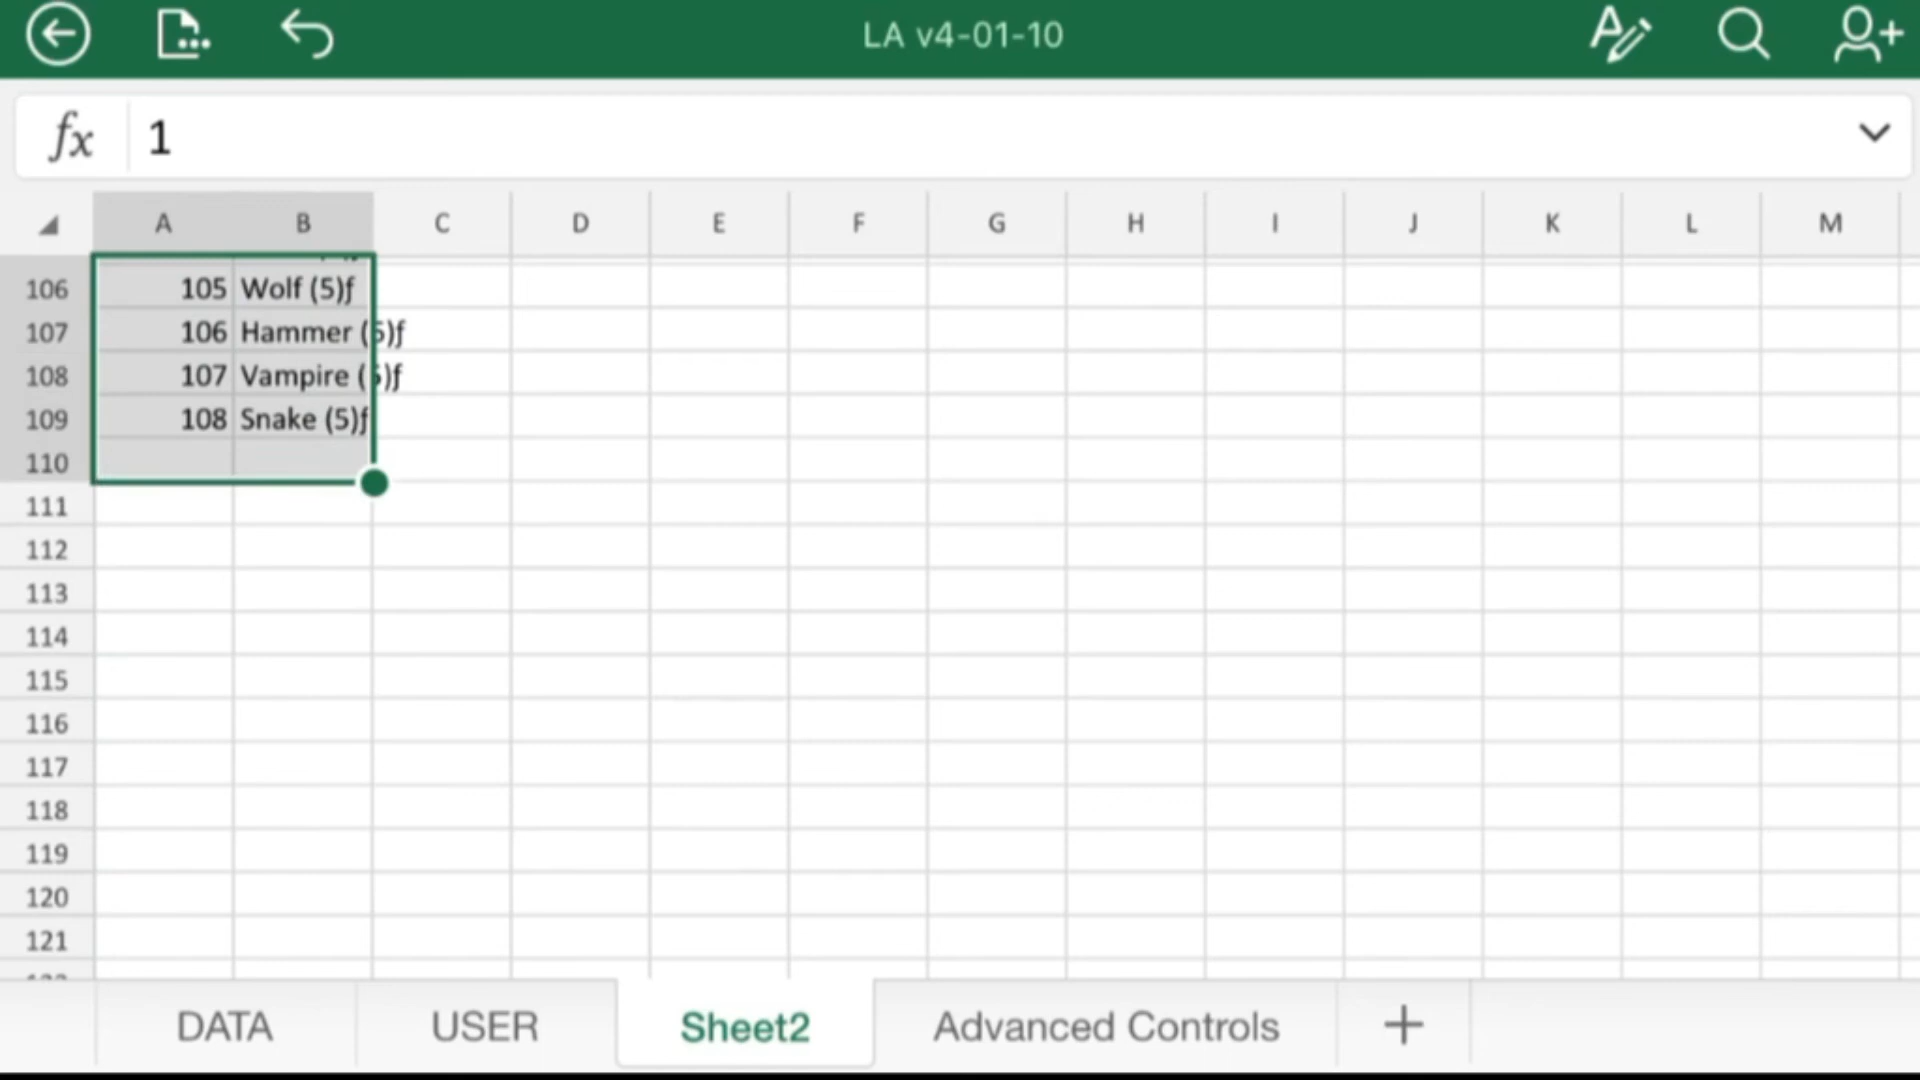 LA v4-01-10
fx 1
A B C D E F G H I J K L M
106 105 Wolf (5)ƒ
107 106 Hammer (5)ƒ
108 107 Vampire (5)ƒ
109 108 Snake (5)ƒ
110
111
112
113
114
115
116
117
118
119
120
121
DATA USER Sheet2 Advanced Controls +